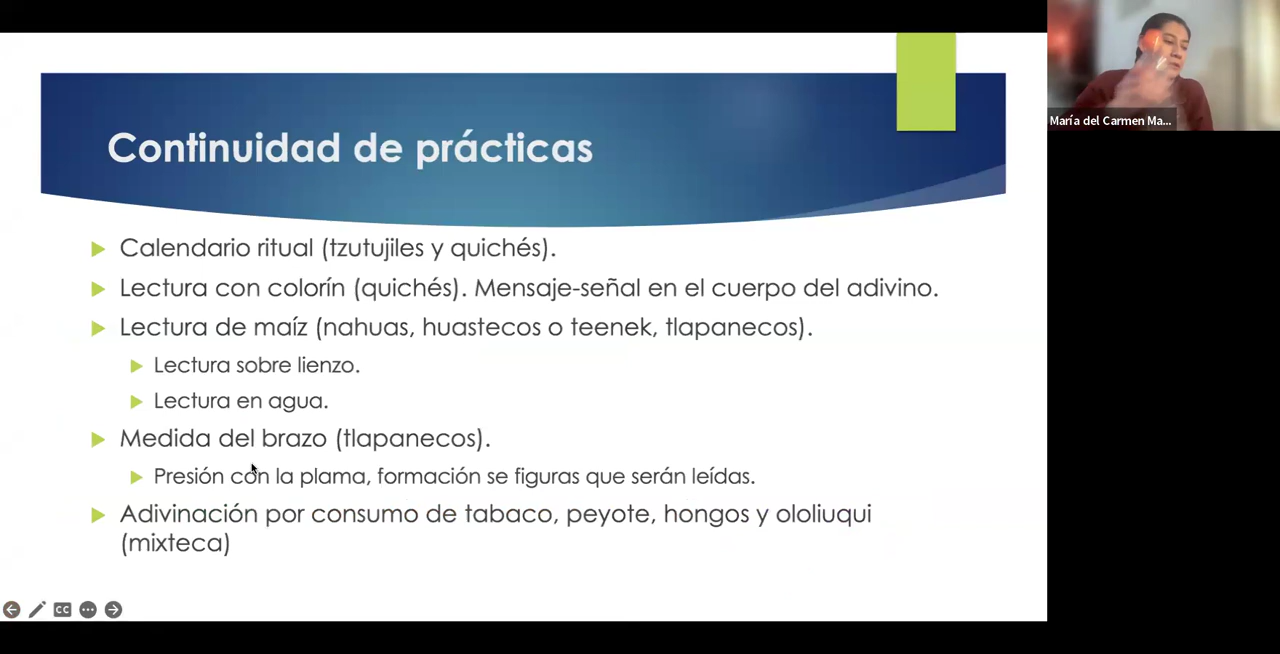 Continuidad de prácticas
Calendario ritual (tzutujiles y quichés).
Lectura con colorín (quichés). Mensaje-señal en el cuerpo del adivino.
Lectura de maíz (nahuas, huastecos o teenek, tlapanecos).
Lectura sobre lienzo.
Lectura en agua.
Medida del brazo (tlapanecos).
Presión con la plama, formación se figuras que serán leídas.
Adivinación por consumo de tabaco, peyote, hongos y ololiuqui
(mixteca)
María del Carmen Ma...
CC